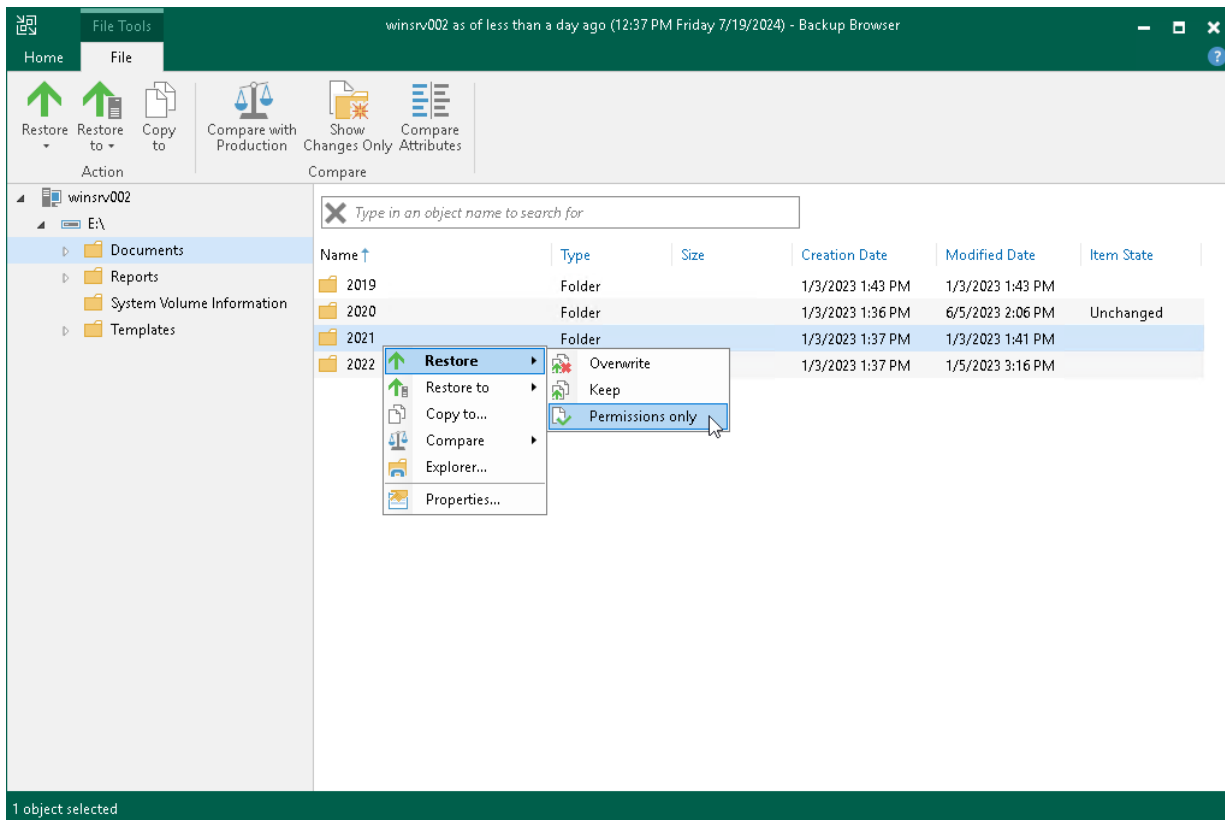 File Tools
winsrv002 as of less than a day ago (12:37 PM Friday 7/19/2024) - Backup Browser
Home File
Restore
Restore to
Copy to
Compare with Production
Show Changes Only
Compare Attributes
Action
Compare
winsrv002
E:\
Documents
Reports
System Volume Information
Templates
Type in an object name to search for
Name Type Size Creation Date Modified Date Item State
2019 Folder 1/3/2023 1:43 PM 1/3/2023 1:43 PM
2020 Folder 1/3/2023 1:36 PM 6/5/2023 2:06 PM Unchanged
2021 Folder 1/3/2023 1:37 PM 1/3/2023 1:41 PM
2022 1/3/2023 1:37 PM 1/5/2023 3:16 PM
Restore
Restore to
Copy to...
Compare
Explorer...
Properties...
Overwrite
Keep
Permissions only
1 object selected